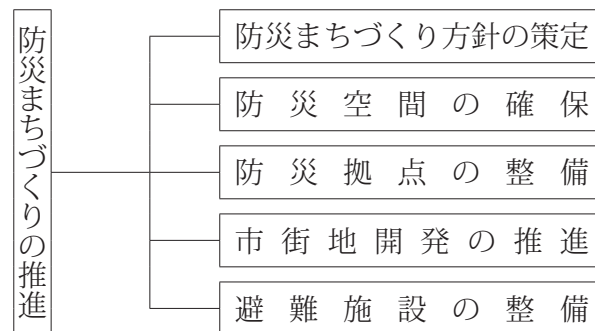 防災まちづくりの推進
防災まちづくり方針の策定
防災空間の確保
防災拠点の整備
市街地開発の推進
避難施設の整備